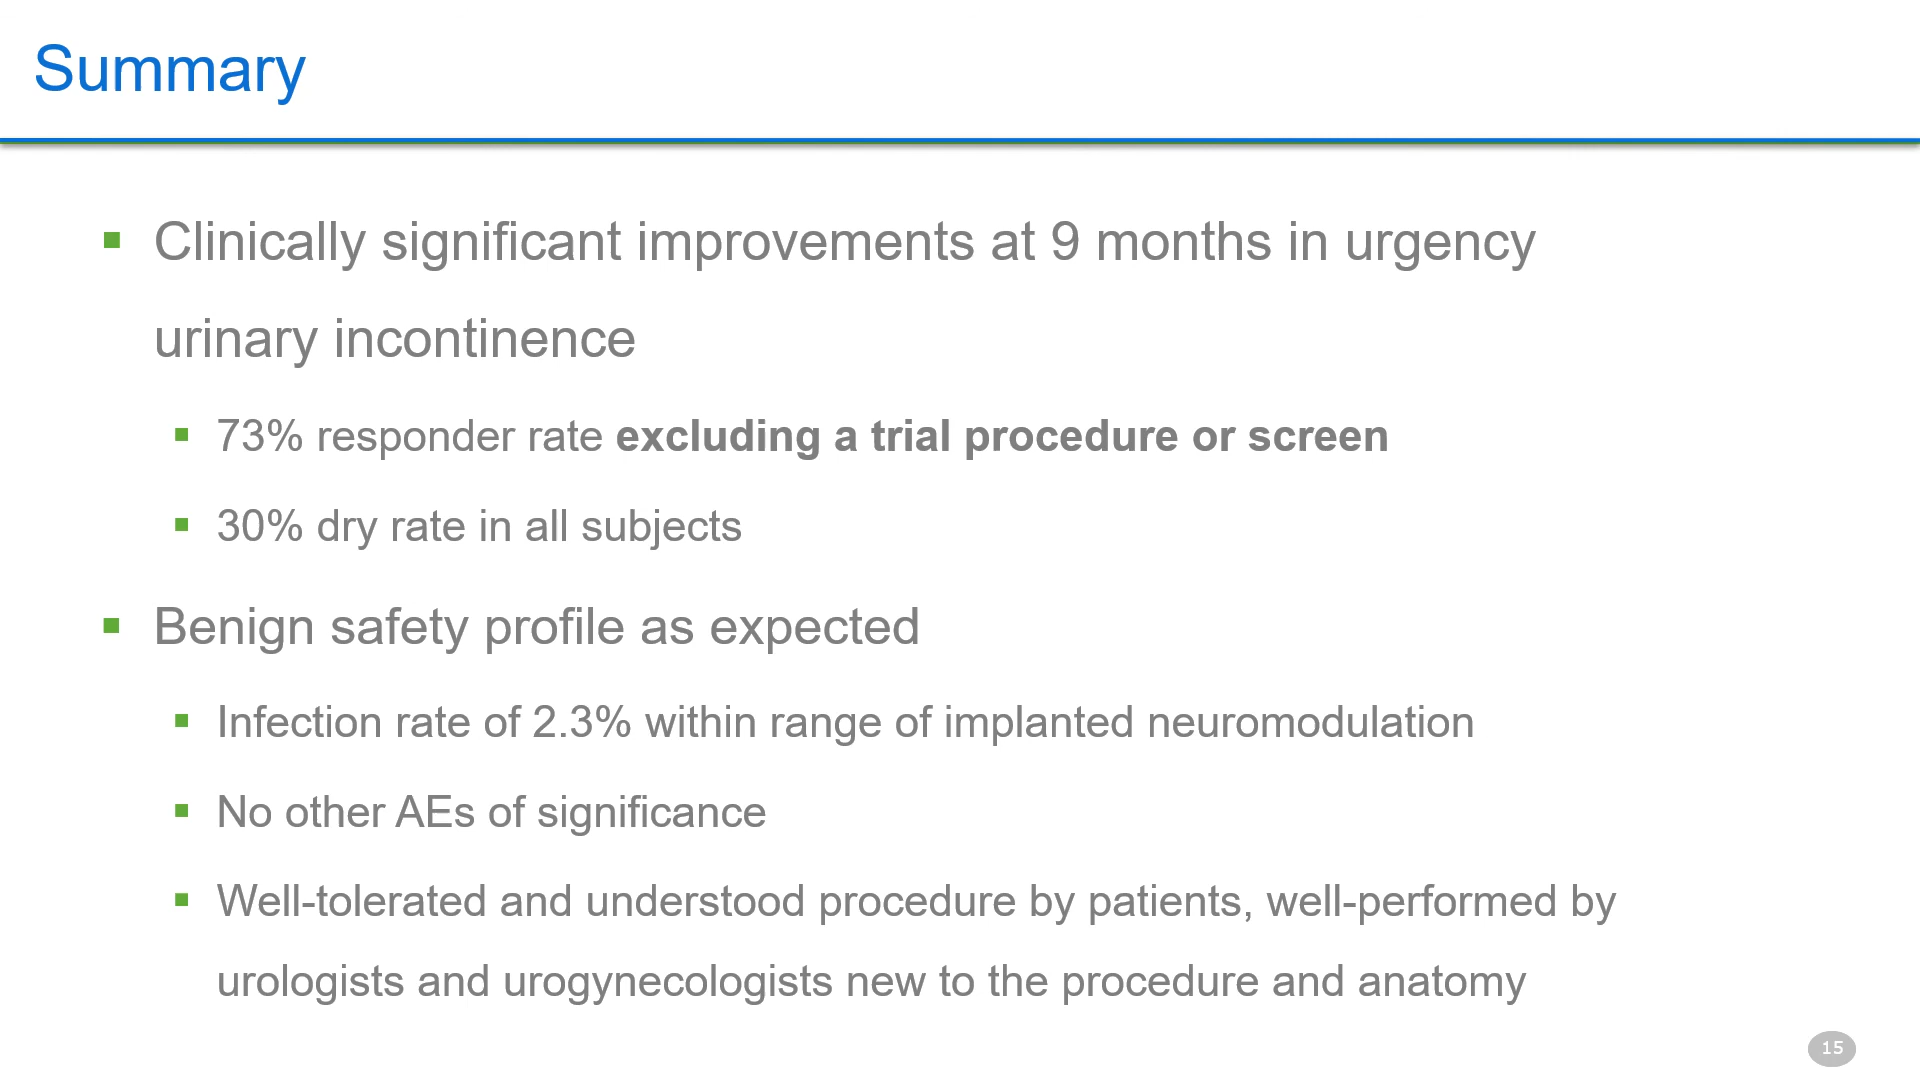 Summary
Clinically significant improvements at 9 months in urgency
urinary incontinence
73% responder rate excluding a trial procedure or screen
30% dry rate in all subjects
Benign safety profile as expected
Infection rate of 2.3% within range of implanted neuromodulation
No other AEs of significance
Well-tolerated and understood procedure by patients, well-performed by
urologists and urogynecologists new to the procedure and anatomy
15